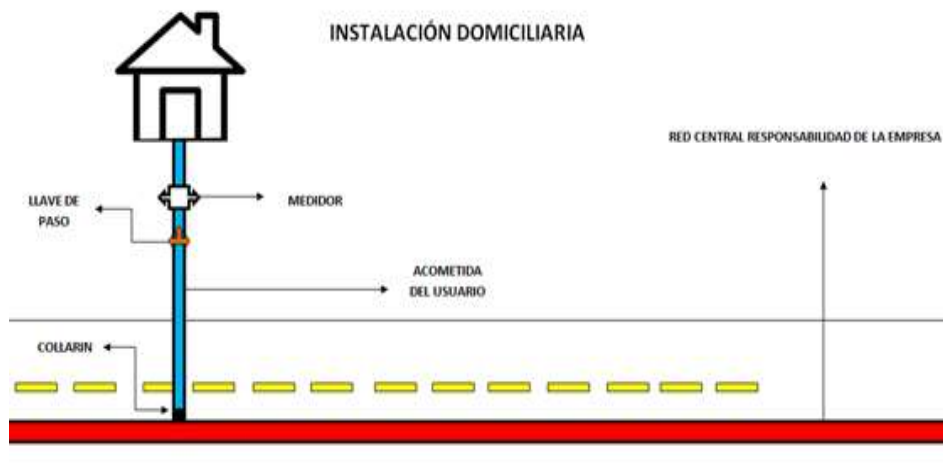 INSTALACIÓN DOMICILIARIA
RED CENTRAL RESPONSABILIDAD DE LA EMPRESA
LLAVE DE
PASO
MEDIDOR
ACOMETIDA
DEL USUARIO
COLLARIN